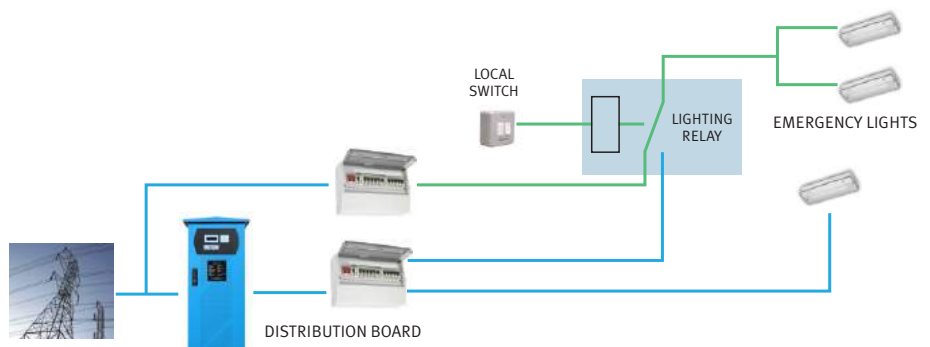 LOCAL
SWITCH
LIGHTING
RELAY
EMERGENCY LIGHTS
DISTRIBUTION BOARD